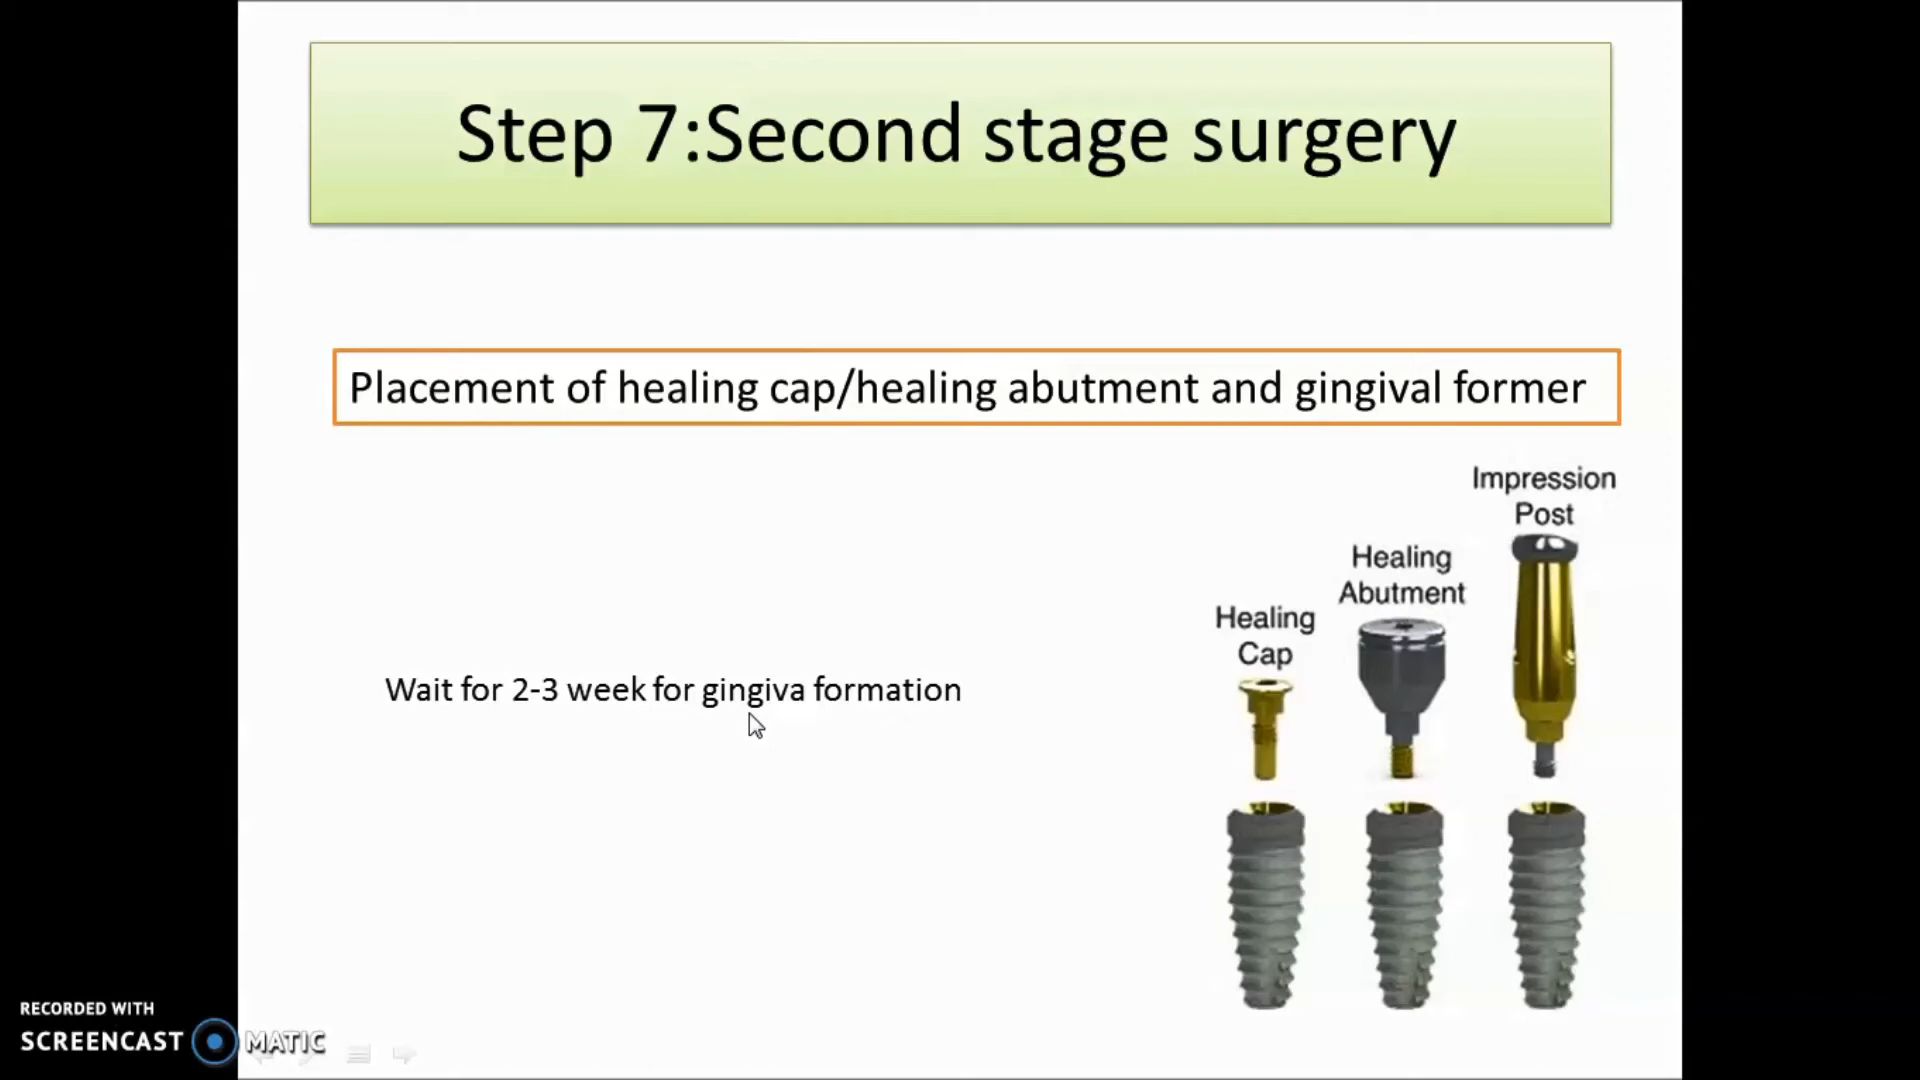 Step 7:Second stage surgery
Placement of healing cap/healing abutment and gingival former
Impression
Post
Healing
Abutment
Healing
Cap
Wait for 2-3 week for gingiva formation
RECORDED WITH
SCREENCAST MATIC